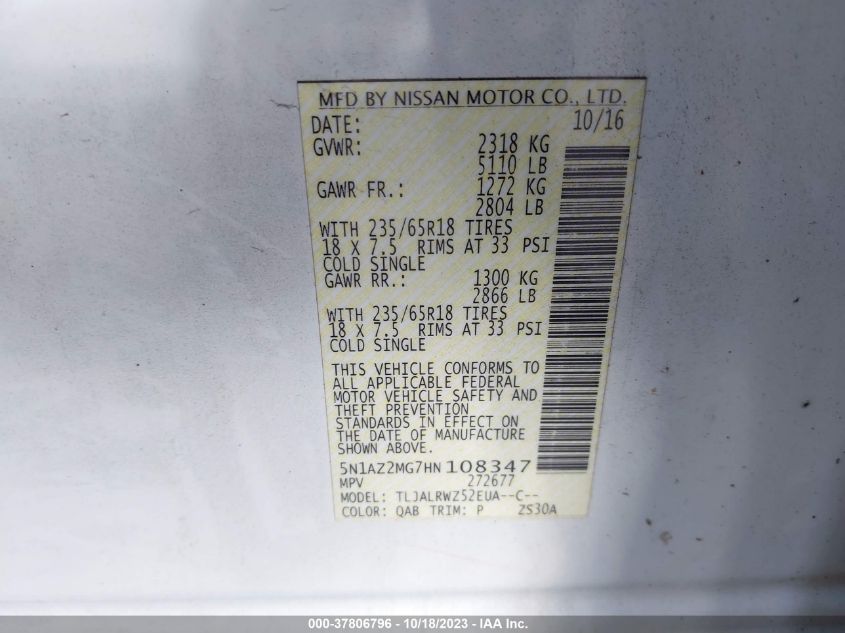 MFD BY NISSAN MOTOR CO., LTD.
DATE: 10/16
GVWR: 2318 KG
5110 LB
GAWR FR.: 1272 KG
2804 LB
WITH 235/65R18 TIRES
18 X 7.5 RIMS AT 33 PSI
COLD SINGLE
GAWR RR.: 1300 KG
2866 LB
WITH 235/65R18 TIRES
18 X 7.5 RIMS AT 33 PSI
COLD SINGLE
THIS VEHICLE CONFORMS TO
ALL APPLICABLE FEDERAL
MOTOR VEHICLE SAFETY AND
THEFT PREVENTION
STANDARDS IN EFFECT ON
THE DATE OF MANUFACTURE
SHOWN ABOVE.
5N1AZ2MG7HN108347
MPV 272677
MODEL: TLJALRWZ52EUA--C--
COLOR: QAB TRIM: P ZS30A
000-37806796 - 10/18/2023 - IAA Inc.